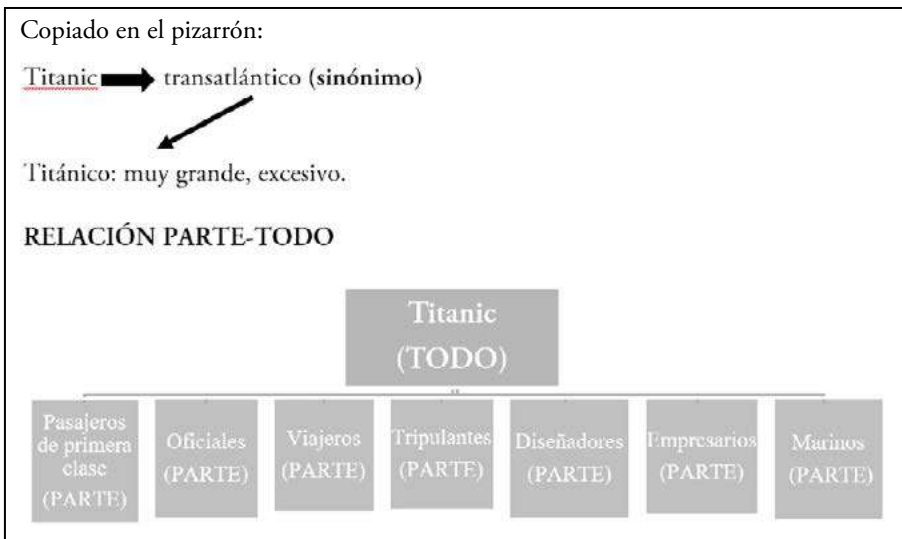 Copiado en el pizarrón:
Titanic transatlántico (sinónimo)
Titánico: muy grande, excesivo.
RELACIÓN PARTE-TODO
Titanic
(TODO)
Pasajeros
de primera
clase
(PARTE)
Oficiales
(PARTE)
Viajeros
(PARTE)
Tripulantes
(PARTE)
Diseñadores
(PARTE)
Empresarios
(PARTE)
Marinos
(PARTE)